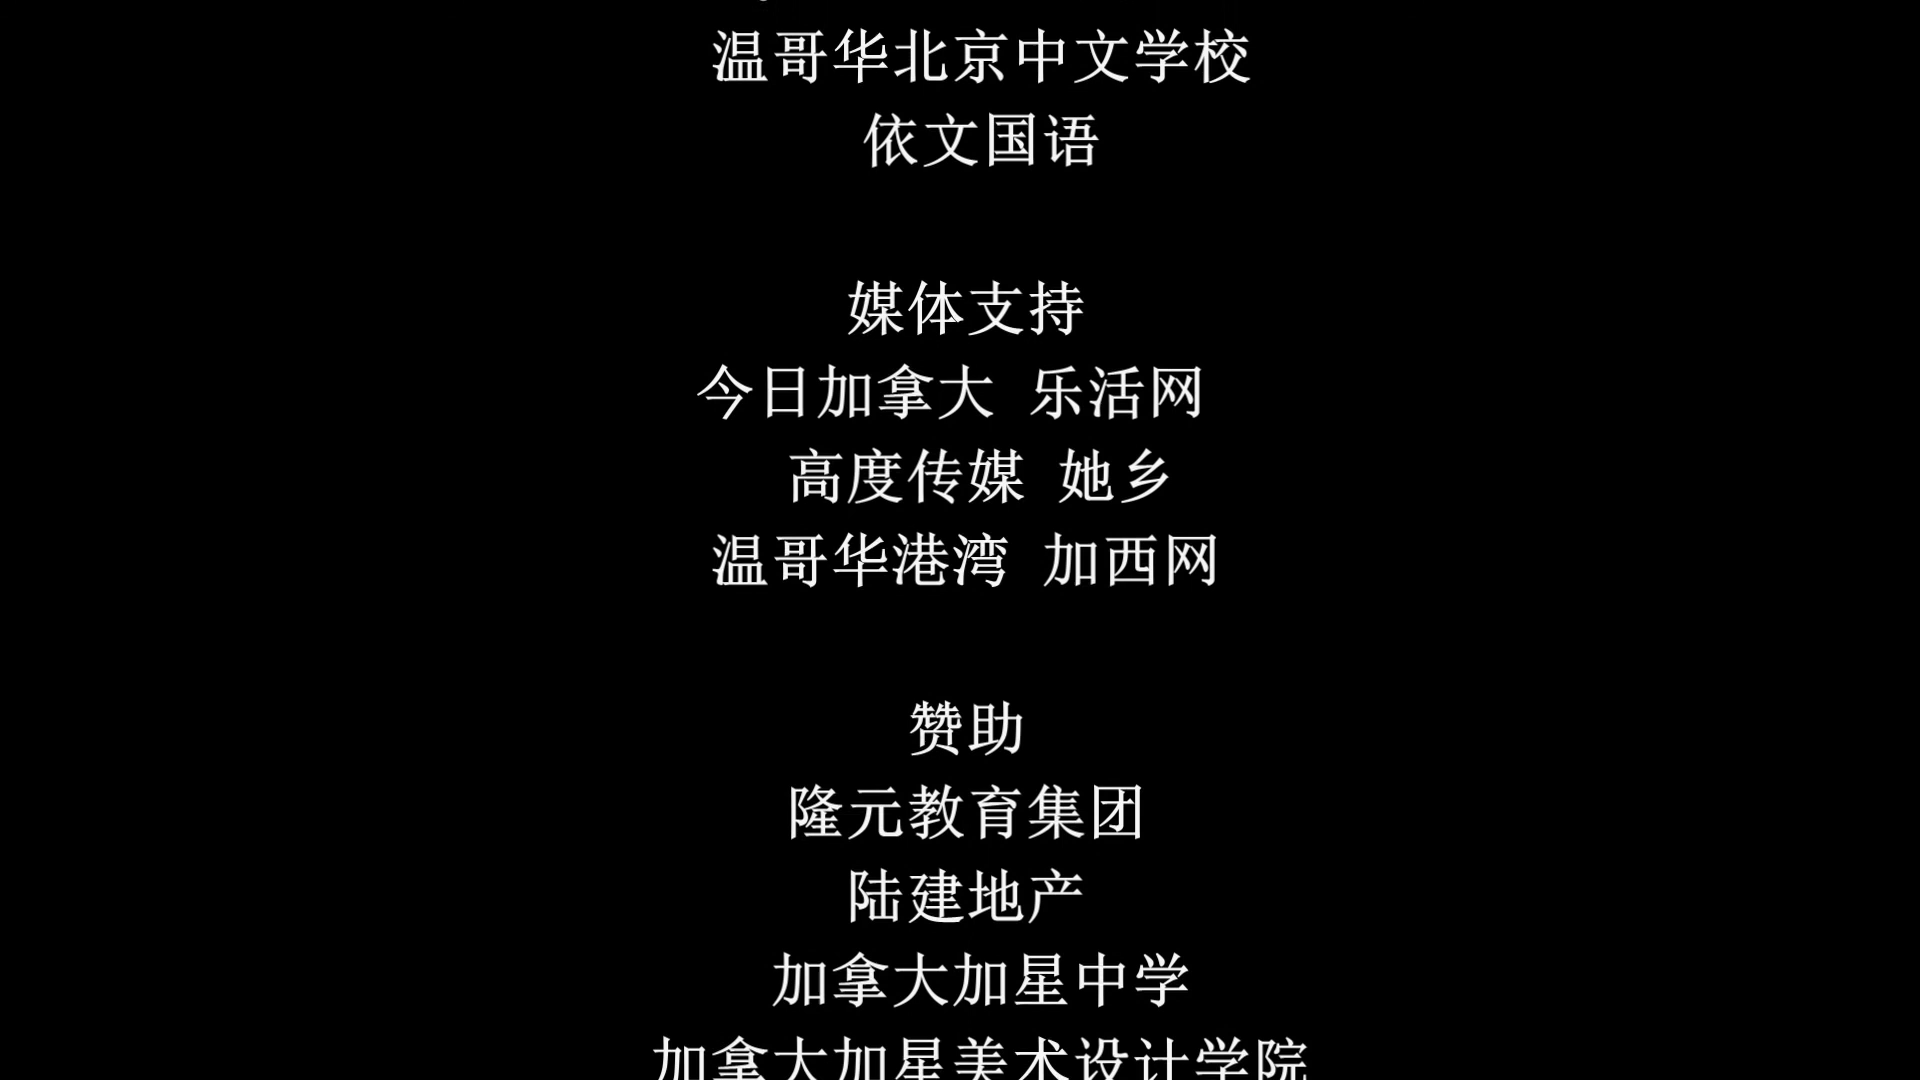 温哥华北京中文学校
依文国语
媒体支持
今日加拿大 乐活网
高度传媒 她乡
温哥华港湾 加西网
赞助
隆元教育集团
陆建地产
加拿大加星中学
加拿大加星美术设计学院